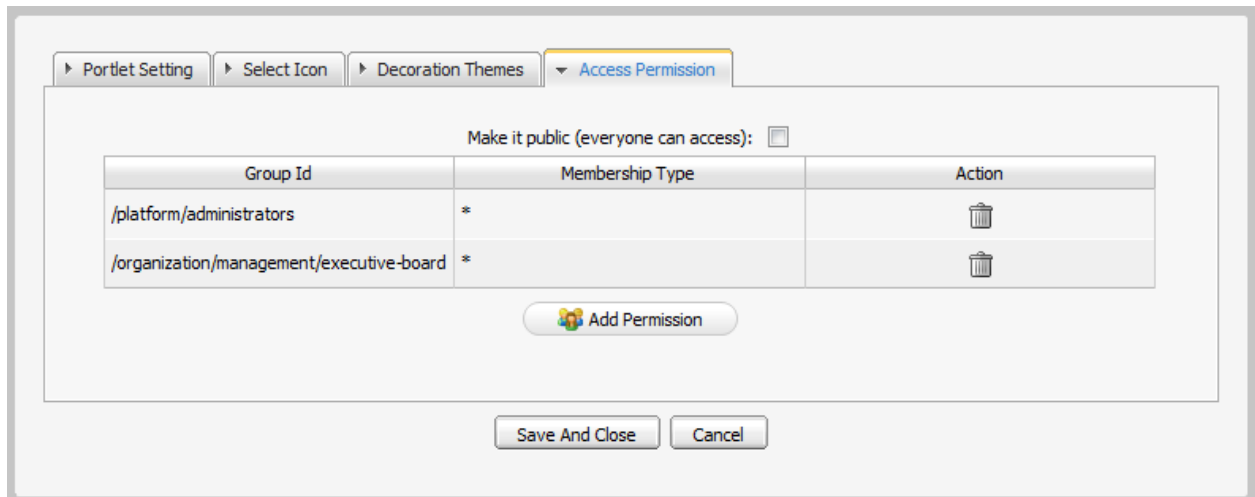 Portlet Setting Select Icon Decoration Themes Access Permission
Make it public (everyone can access):
Group Id Membership Type Action
/platform/administrators *
/organization/management/executive-board *
Add Permission
Save And Close Cancel